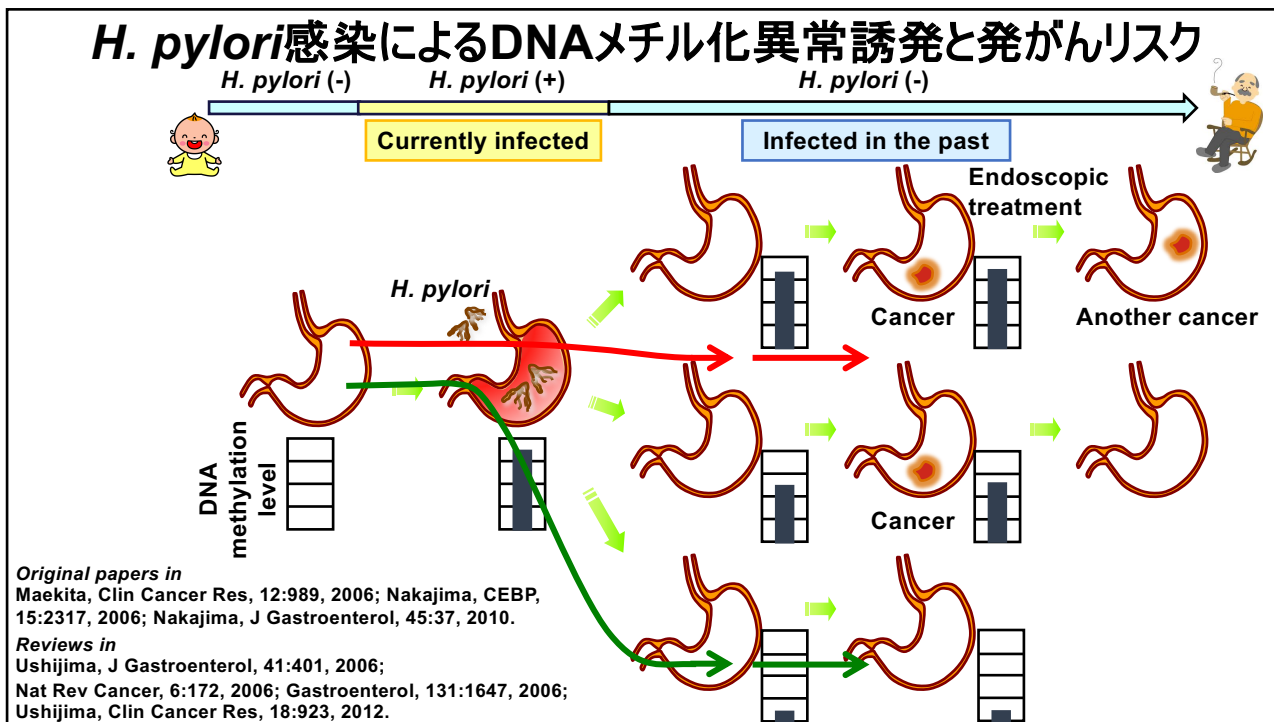 H. pylori感染によるDNAメチル化異常誘発と発がんリスク
H. pylori (-)
H. pylori (+)
H. pylori (-)
Currently infected
Infected in the past
Endoscopic
treatment
H. pylori
Cancer
Another cancer
DNA
methylation
level
Cancer
Original papers in
Maekita, Clin Cancer Res, 12:989, 2006; Nakajima, CEBP,
15:2317, 2006; Nakajima, J Gastroenterol, 45:37, 2010.
Reviews in
Ushijima, J Gastroenterol, 41:401, 2006;
Nat Rev Cancer, 6:172, 2006; Gastroenterol, 131:1647, 2006;
Ushijima, Clin Cancer Res, 18:923, 2012.